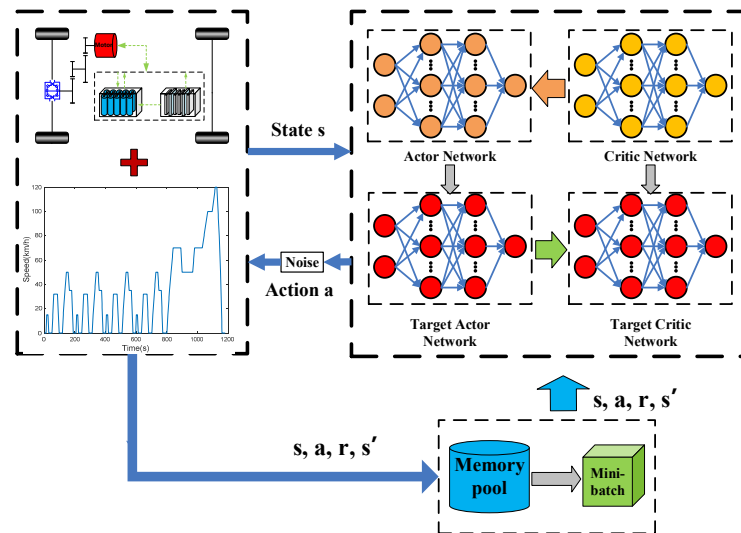 Motor
State s
Actor Network
Critic Network
120
100
80
60
40
20
0
Speed(km/h)
0 200 400 600 800 1000 1200
Time(s)
Noise
Action a
Target Actor
Network
Target Critic
Network
s, a, r, s′
s, a, r, s′
Memory
pool
Mini-
batch